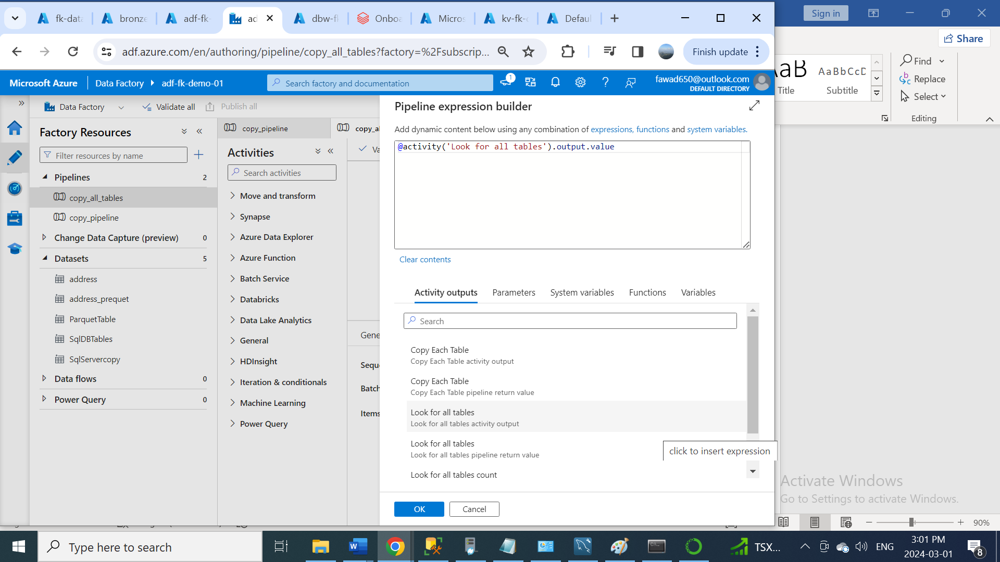 fk-data
bronze
adf-fk-
ad
dbw-f
Onboa
Micros
kv-fk-
Defaul
Sign in
adf.azure.com/en/authoring/pipeline/copy_all_tables?factory=%2Fsubscrip...
Finish update
Share
AaB
AaBbCcD
Title
Subtitle
Find
Replace
Select
Editing
Microsoft Azure
Data Factory
adf-fk-demo-01
Search factory and documentation
1
fawad650@outlook.com
DEFAULT DIRECTORY
Data Factory
Validate all
Publish all
Factory Resources
Filter resources by name
Pipelines 2
copy_all_tables
copy_pipeline
Change Data Capture (preview) 0
Datasets 5
address
address_prequet
ParquetTable
SqlDBTables
SqlServercopy
Data flows 0
Power Query 0
copy_pipeline
copy_al
Activities
Search activities
Move and transform
Synapse
Azure Data Explorer
Azure Function
Batch Service
Databricks
Data Lake Analytics
General
HDInsight
Iteration & conditionals
Machine Learning
Power Query
Va
Gene
Sequ
Batch
Items
Pipeline expression builder
Add dynamic content below using any combination of expressions, functions and system variables.
@activity('Look for all tables').output.value
Clear contents
Activity outputs
Parameters
System variables
Functions
Variables
Search
Copy Each Table
Copy Each Table activity output
Copy Each Table
Copy Each Table pipeline return value
Look for all tables
Look for all tables activity output
Look for all tables
Look for all tables pipeline return value
Look for all tables count
click to insert expression
OK
Cancel
Activate Windows
Go to Settings to activate Windows.
90%
Type here to search
TSX...
ENG
3:01 PM
2024-03-01
8